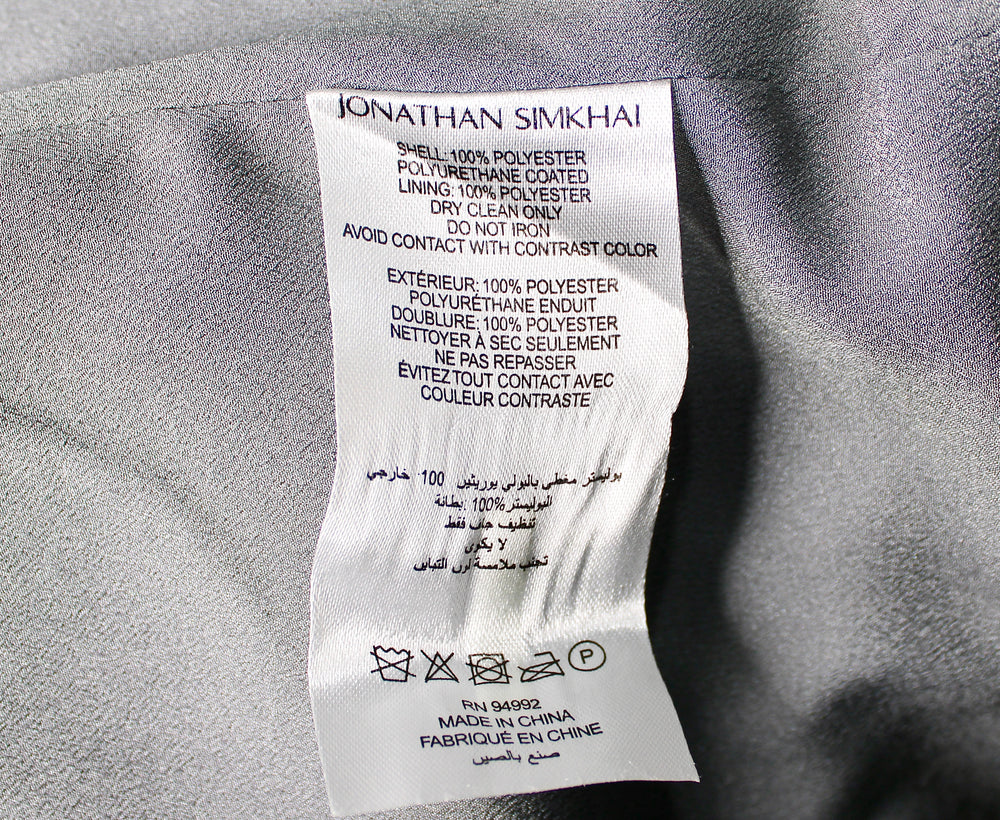 JONATHAN SIMKHAI
SHELL: 100% POLYESTER
POLYURETHANE COATED
LINING: 100% POLYESTER
DRY CLEAN ONLY
DO NOT IRON
AVOID CONTACT WITH CONTRAST COLOR
EXTÉRIEUR: 100% POLYESTER
POLYURÉTHANE ENDUIT
DOUBLURE: 100% POLYESTER
NETTOYER À SEC SEULEMENT
NE PAS REPASSER
ÉVITEZ TOUT CONTACT AVEC
COULEUR CONTRASTE
بوليستر مغطى بالبولي يوريثين 100 خارجي
البوليستر 100% :بطانة
تنظيف جاف فقط
لا يكوى
تجنب ملامسة لون التباين
P
RN 94992
MADE IN CHINA
FABRIQUÉ EN CHINE
صنع بالصين